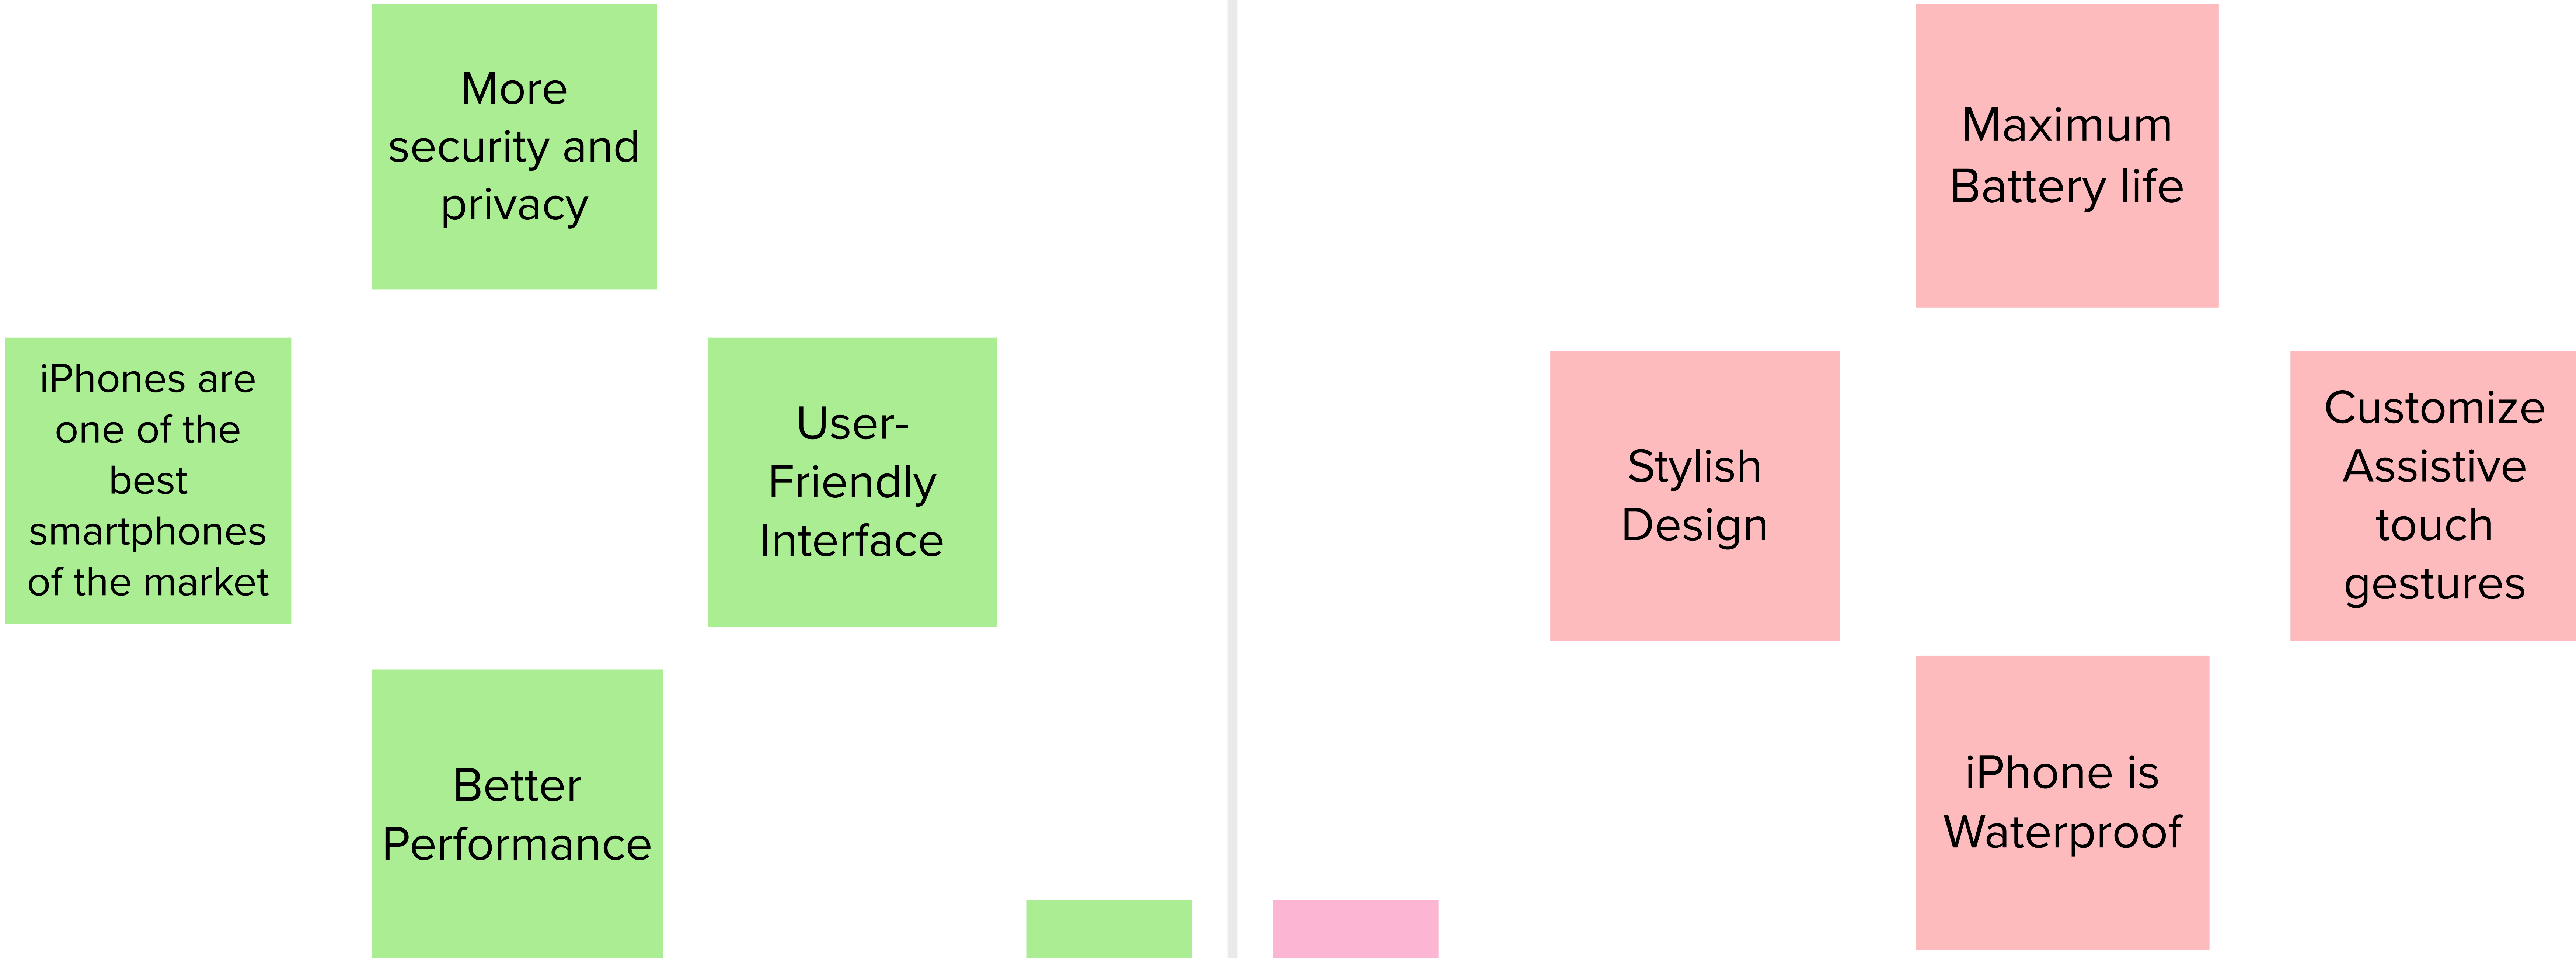 More
security and
privacy
iPhones are
one of the
best
smartphones
of the market
User-
Friendly
Interface
Better
Performance
Maximum
Battery life
Stylish
Design
Customize
Assistive
touch
gestures
iPhone is
Waterproof